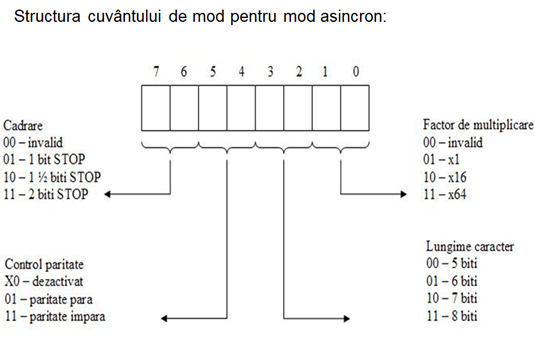 Structura cuvântului de mod pentru mod asincron:
7 6 5 4 3 2 1 0
Cadrare
00 – invalid
01 – 1 bit STOP
10 – 1 ½ biti STOP
11 – 2 biti STOP
Factor de multiplicare
00 – invalid
01 – x1
10 – x16
11 – x64
Control paritate
X0 – dezactivat
01 – paritate para
11 – paritate impara
Lungime caracter
00 – 5 biti
01 – 6 biti
10 – 7 biti
11 – 8 biti